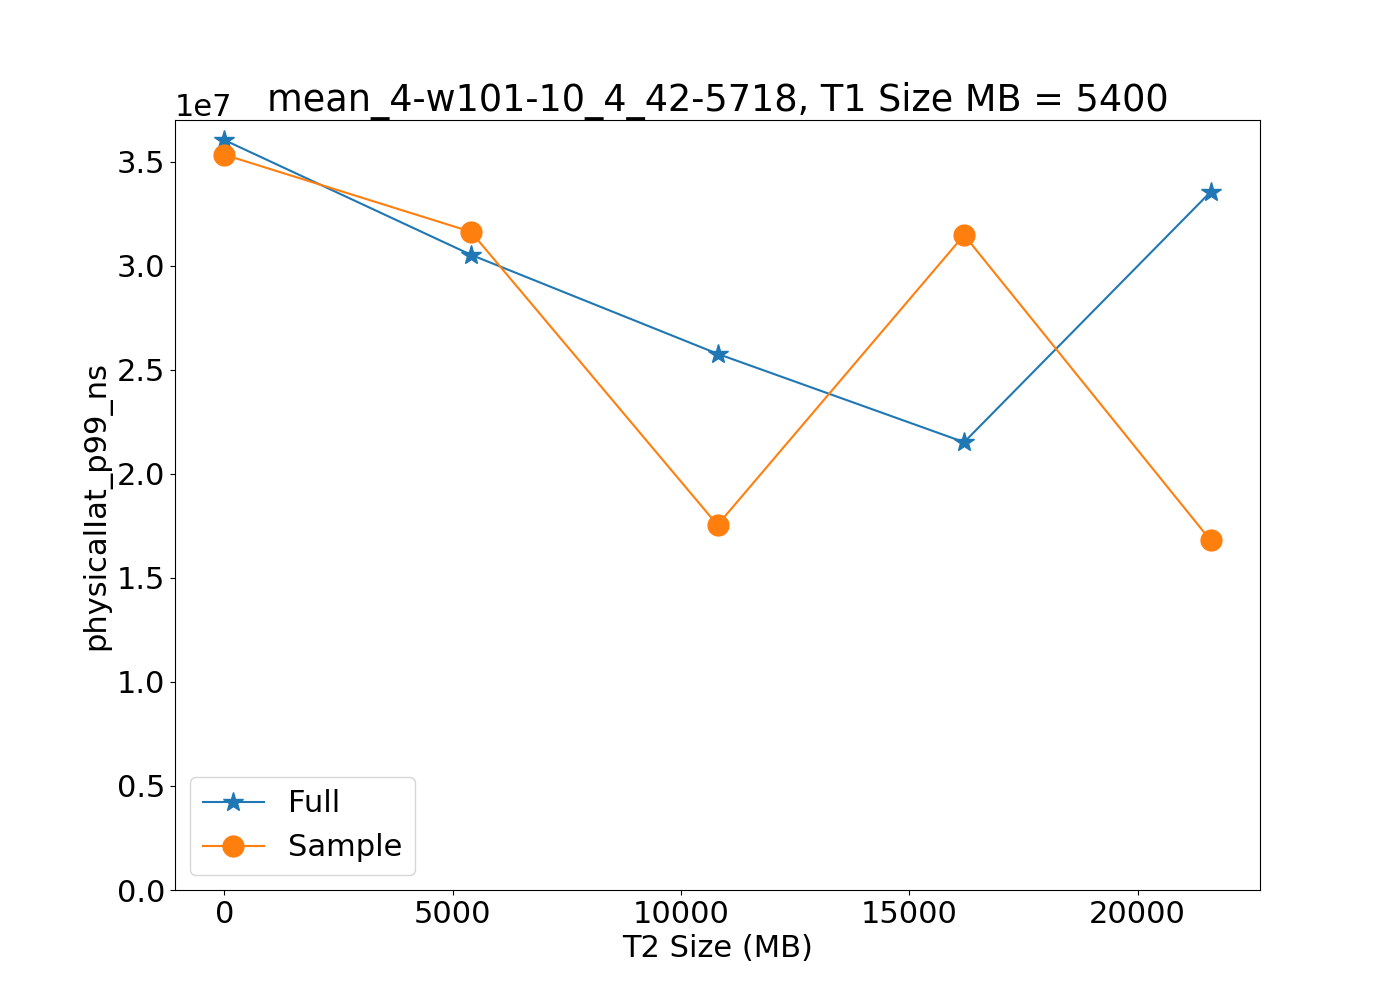 1e7
mean_4-w101-10_4_42-5718, T1 Size MB = 5400
3.5
3.0
2.5
2.0
1.5
1.0
0.5
0.0
physicallat_p99_ns
Full
Sample
0 5000 10000 15000 20000
T2 Size (MB)